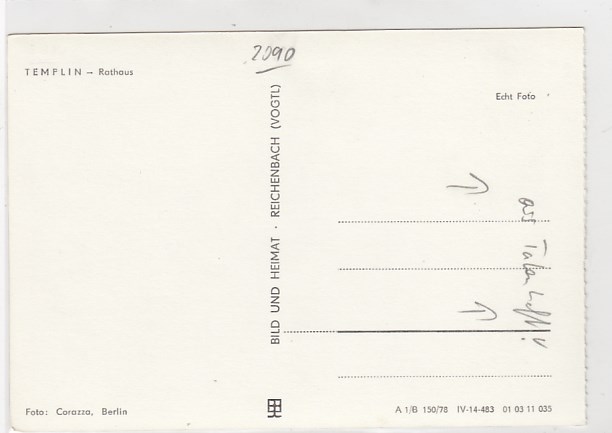 2090
TEMPLIN – Rathaus
Echt Foto
BILD UND HEIMAT · REICHENBACH (VOGTL)
aus
Foto: Corazza, Berlin
A 1/B 150/78 IV-14-483 01 03 11 035